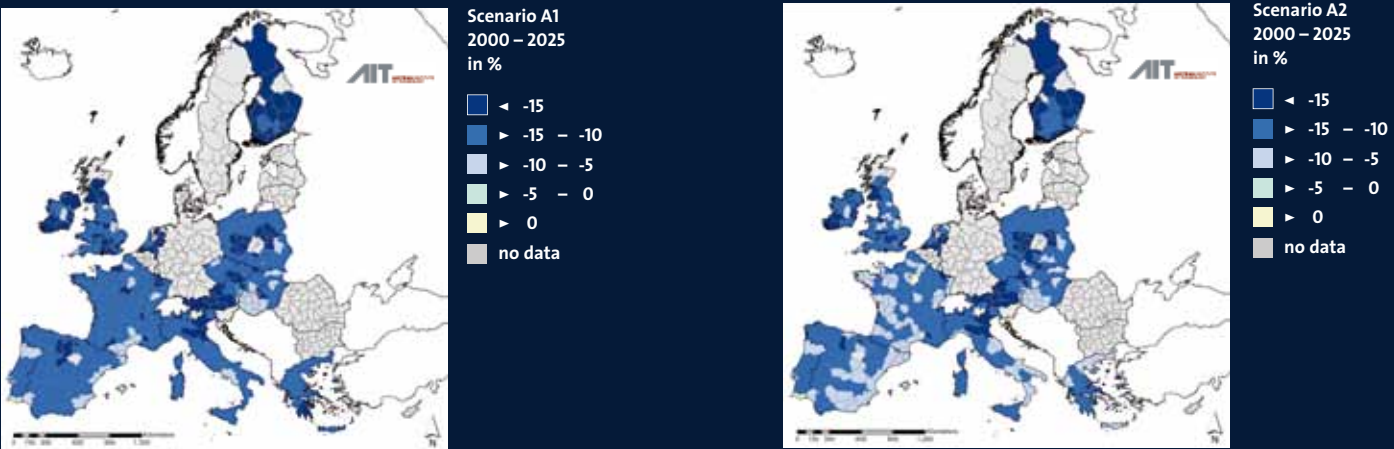 Scenario A1
2000 – 2025
in %
◄ -15
► -15 – -10
► -10 – -5
► -5 – 0
► 0
no data
AIT
N
Scenario A2
2000 – 2025
in %
◄ -15
► -15 – -10
► -10 – -5
► -5 – 0
► 0
no data
AIT
N